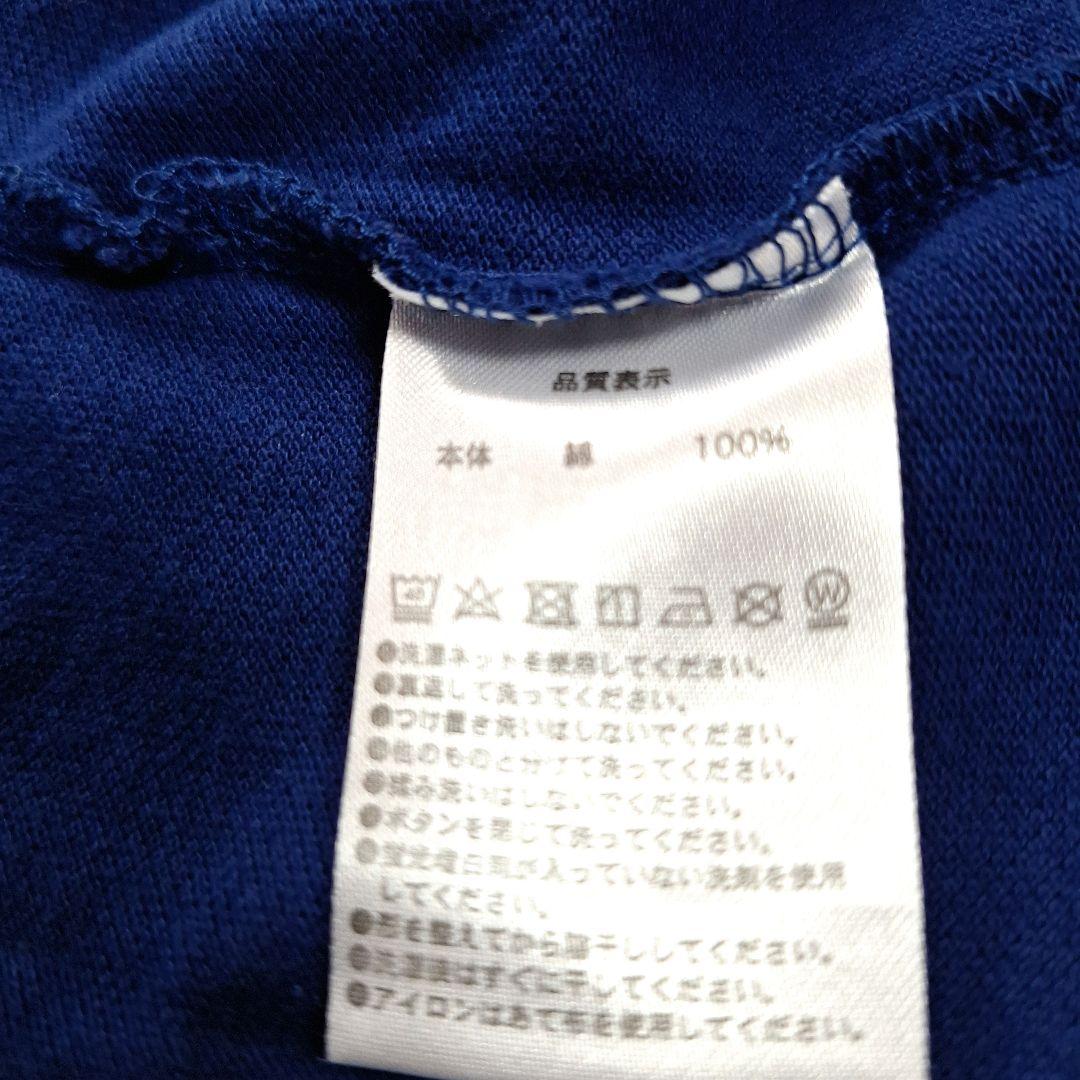 品質表示
本体 綿 100%
40 W
●洗濯ネットを使用してください。
●裏返して洗ってください。
●つけ置き洗いはしないでください。
●他のものと分けて洗ってください。
●揉み洗いはしないでください。
●ボタンを閉じて洗ってください。
●蛍光増白剤が入っていない洗剤を使用
してください。
●形を整えてから陰干ししてください。
●洗濯後はすぐに干してください。
●アイロンはあて布を使用してください。